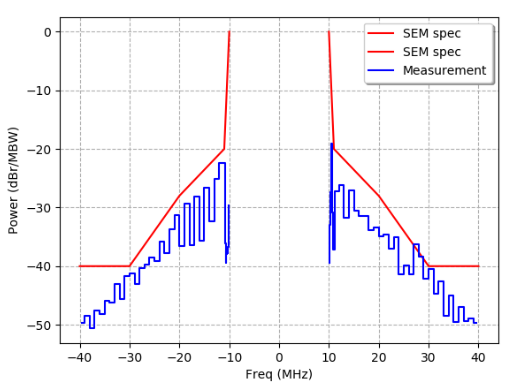 SEM spec
SEM spec
Measurement
0
−10
−20
−30
−40
−50
Power (dBr/MBW)
−40 −30 −20 −10 0 10 20 30 40
Freq (MHz)